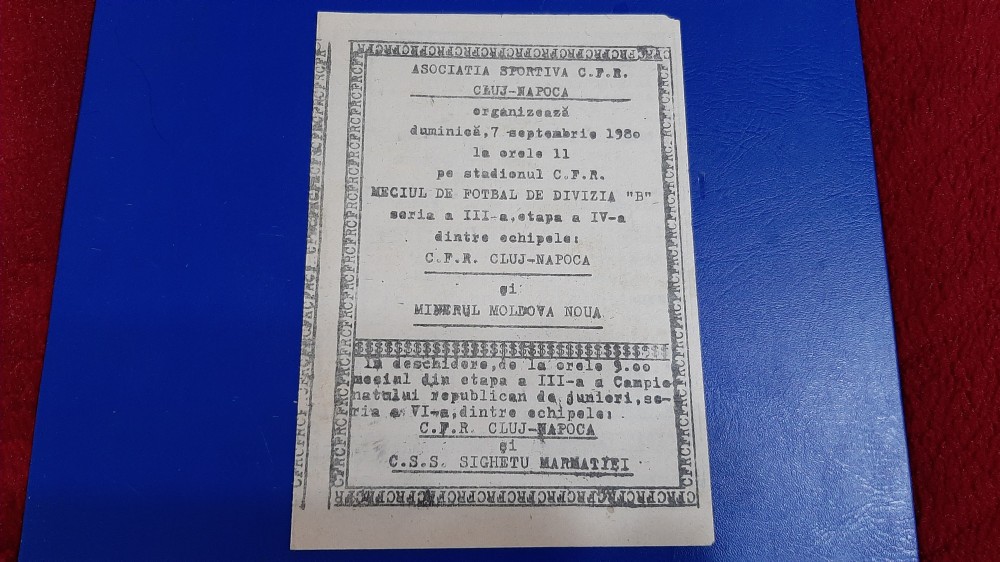 ASOCIATIA SPORTIVA C.F.R.
CLUJ-NAPOCA
organizează
duminică,7 septembrie 1980
la orele 11
pe stadionul C.F.R.
MECIUL DE FOTBAL DE DIVIZIA "B"
seria a III-a,etapa a IV-a
dintre echipele:
C.F.R. CLUJ-NAPOCA
şi
MINERUL MOLDOVA NOUA
$$$$$$$$$$$$$$$$$$$$$$$$$$$$
In deschidere,de la orele 9.00
meciul din etapa a III-a a Campio
natului republican de juniori,se-
ria a VI-a,dintre echipele:
C.F.R. CLUJ-NAPOCA
şi
C.S.S. SIGHETU MARMATIEI